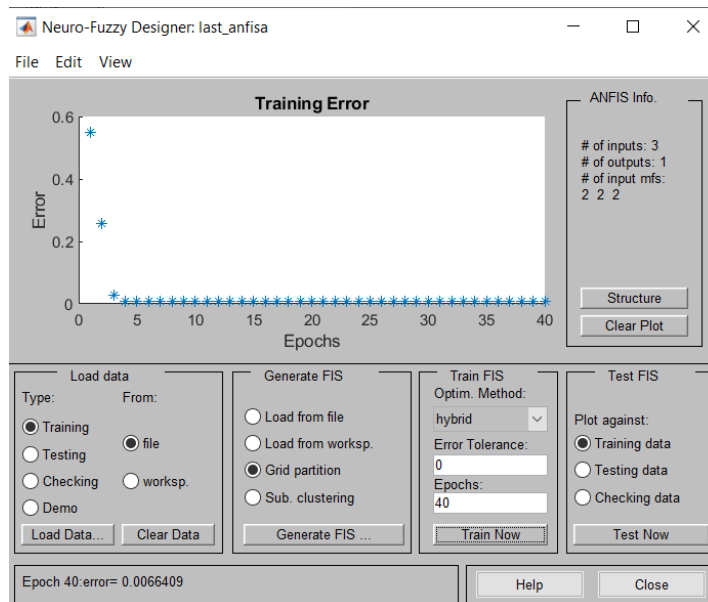 Neuro-Fuzzy Designer: last_anfisa
File Edit View
Training Error
0.6
0.4
0.2
0
Error
0 5 10 15 20 25 30 35 40
Epochs
ANFIS Info.
# of inputs: 3
# of outputs: 1
# of input mfs:
2 2 2
Structure
Clear Plot
Load data
Type: From:
Training
Testing
Checking
Demo
file
worksp.
Load Data... Clear Data
Generate FIS
Load from file
Load from worksp.
Grid partition
Sub. clustering
Generate FIS ...
Train FIS
Optim. Method:
hybrid
Error Tolerance:
0
Epochs:
40
Train Now
Test FIS
Plot against:
Training data
Testing data
Checking data
Test Now
Epoch 40:error= 0.0066409
Help Close